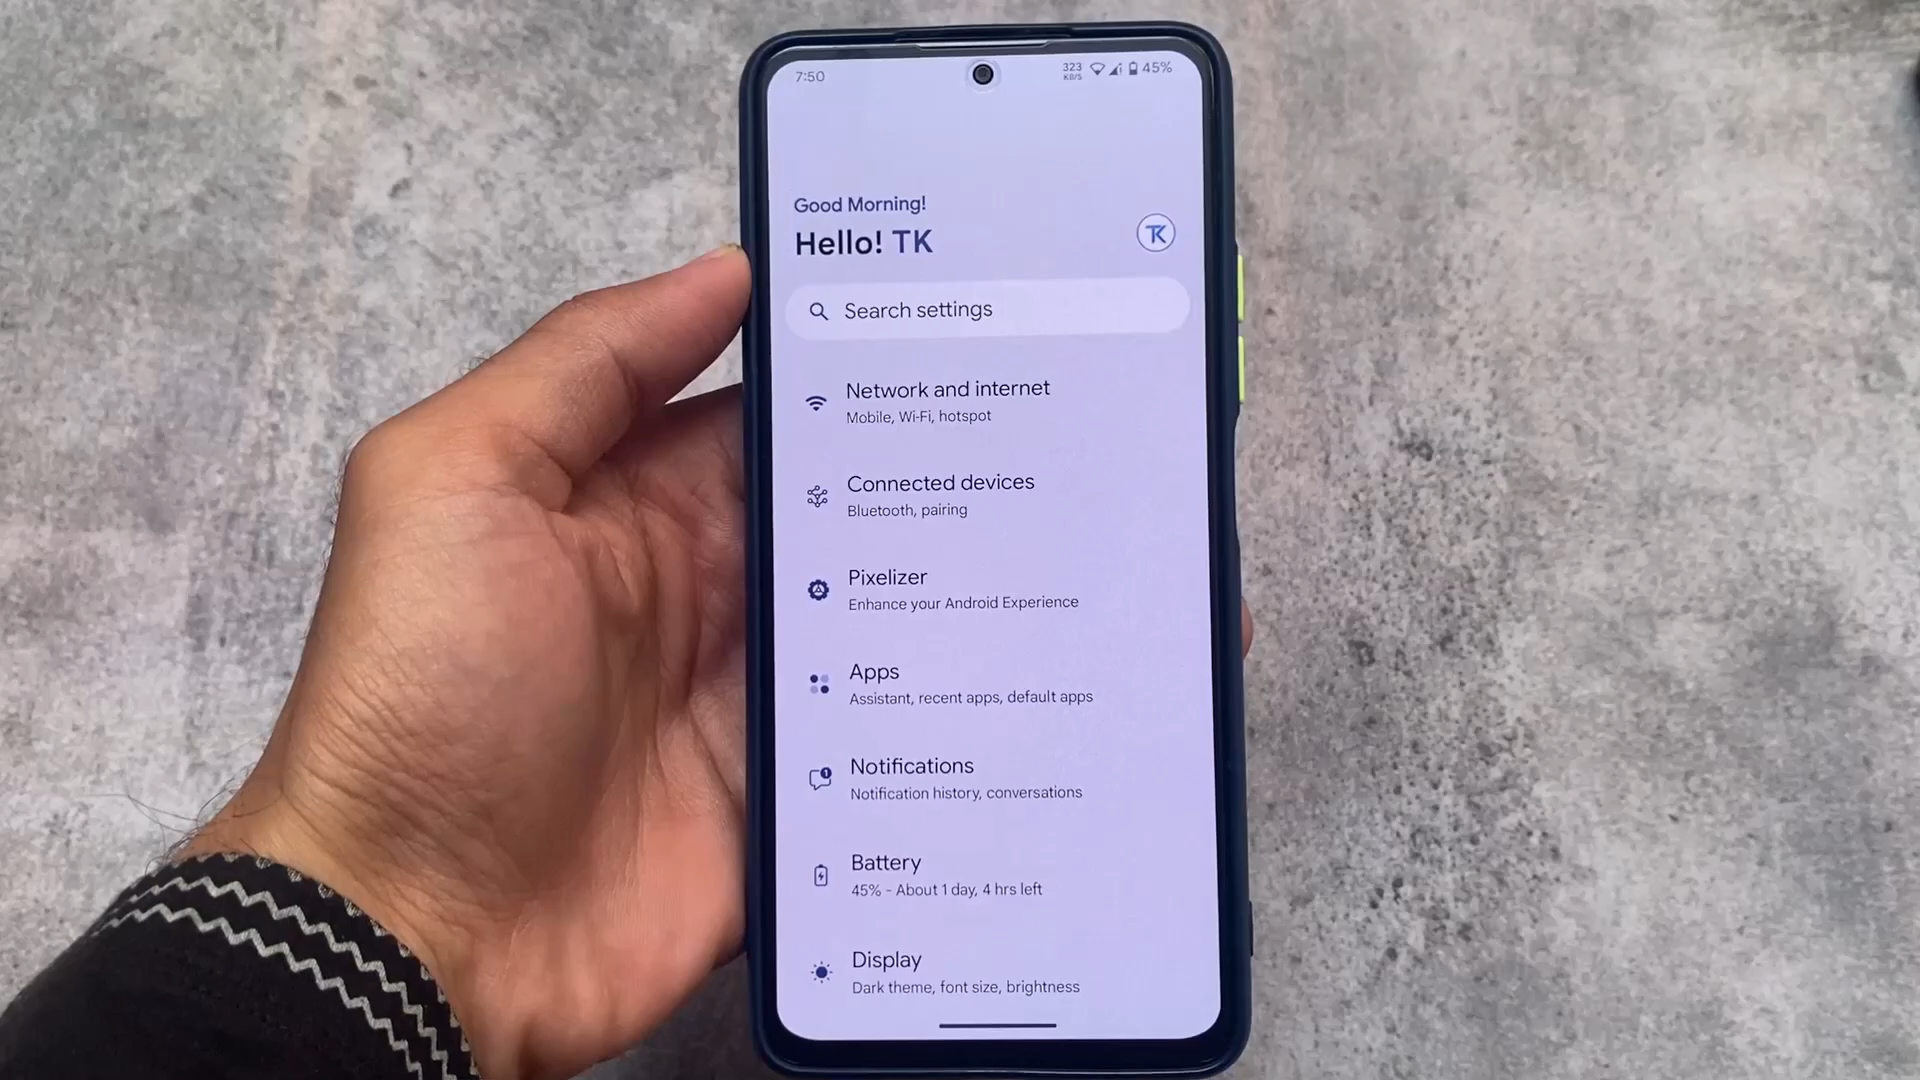 7:50
323
KB/S
45%
Good Morning!
Hello! TK
TK
Search settings
Network and internet
Mobile, Wi-Fi, hotspot
Connected devices
Bluetooth, pairing
Pixelizer
Enhance your Android Experience
Apps
Assistant, recent apps, default apps
Notifications
Notification history, conversations
Battery
45% - About 1 day, 4 hrs left
Display
Dark theme, font size, brightness